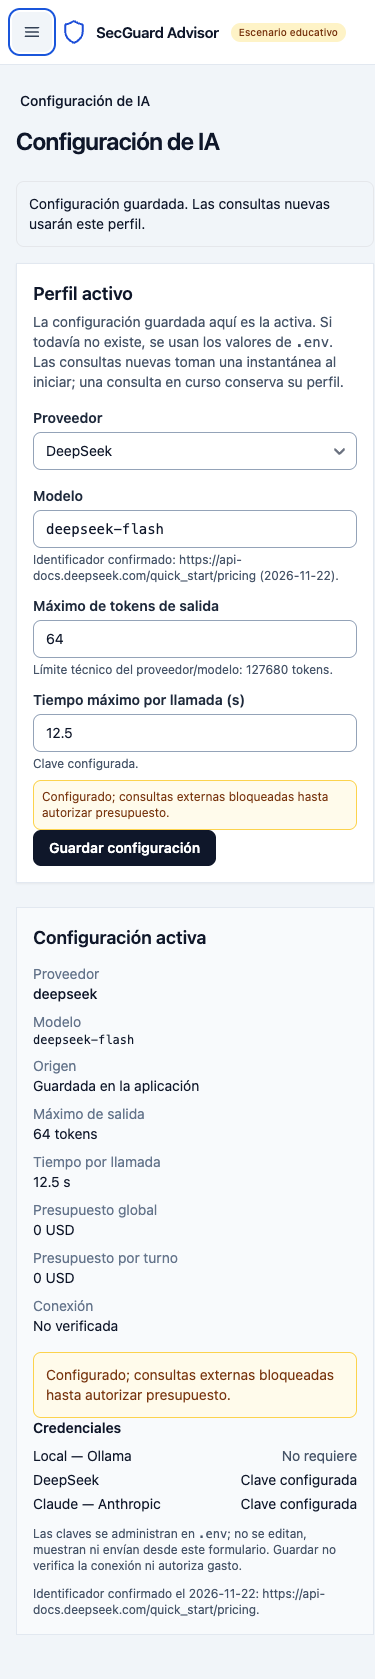 SecGuard Advisor
Escenario educativo
Configuración de IA
Configuración de IA
Configuración guardada. Las consultas nuevas
usarán este perfil.
Perfil activo
La configuración guardada aquí es la activa. Si
todavía no existe, se usan los valores de .env.
Las consultas nuevas toman una instantánea al
iniciar; una consulta en curso conserva su perfil.
Proveedor
DeepSeek
Modelo
deepseek-flash
Identificador confirmado: https://api-
docs.deepseek.com/quick_start/pricing (2026-11-22).
Máximo de tokens de salida
64
Límite técnico del proveedor/modelo: 127680 tokens.
Tiempo máximo por llamada (s)
12.5
Clave configurada.
Configurado; consultas externas bloqueadas hasta
autorizar presupuesto.
Guardar configuración
Configuración activa
Proveedor
deepseek
Modelo
deepseek-flash
Origen
Guardada en la aplicación
Máximo de salida
64 tokens
Tiempo por llamada
12.5 s
Presupuesto global
0 USD
Presupuesto por turno
0 USD
Conexión
No verificada
Configurado; consultas externas bloqueadas
hasta autorizar presupuesto.
Credenciales
Local — Ollama No requiere
DeepSeek Clave configurada
Claude — Anthropic Clave configurada
Las claves se administran en .env; no se editan,
muestran ni envían desde este formulario. Guardar no
verifica la conexión ni autoriza gasto.
Identificador confirmado el 2026-11-22: https://api-
docs.deepseek.com/quick_start/pricing.